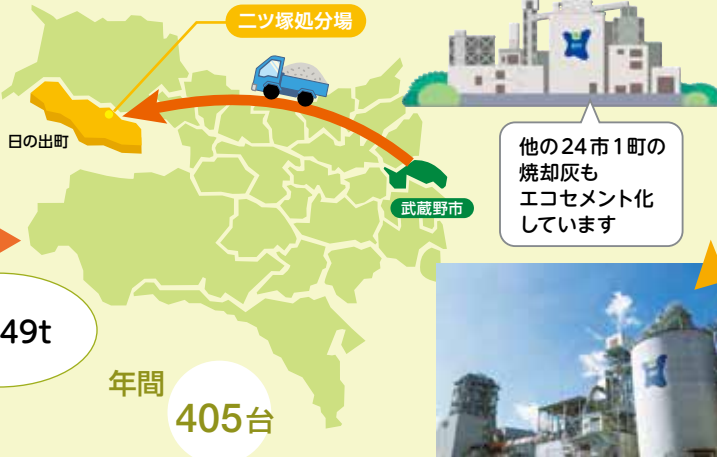 二ツ塚処分場
日の出町
武蔵野市
他の24市1町の
焼却灰も
エコセメント化
しています
49t
年間
405台